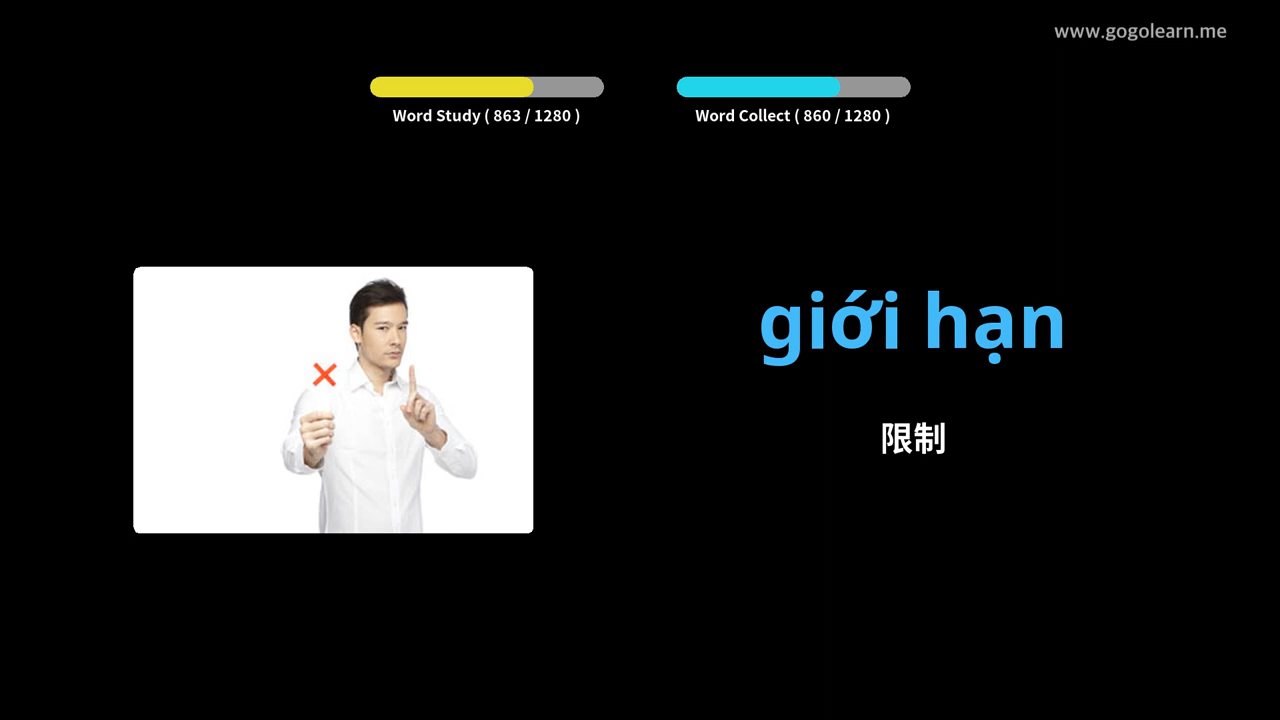 www.gogolearn.me
Word Study ( 863 / 1280 )
Word Collect ( 860 / 1280 )
giới hạn
限制